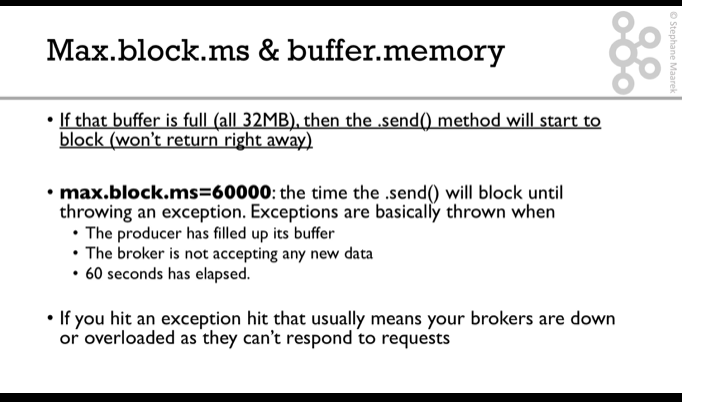 © Stephane Maarek
Max.block.ms & buffer.memory
• If that buffer is full (all 32MB), then the .send() method will start to
block (won't return right away)
• max.block.ms=60000: the time the .send() will block until
throwing an exception. Exceptions are basically thrown when
• The producer has filled up its buffer
• The broker is not accepting any new data
• 60 seconds has elapsed.
• If you hit an exception hit that usually means your brokers are down
or overloaded as they can't respond to requests